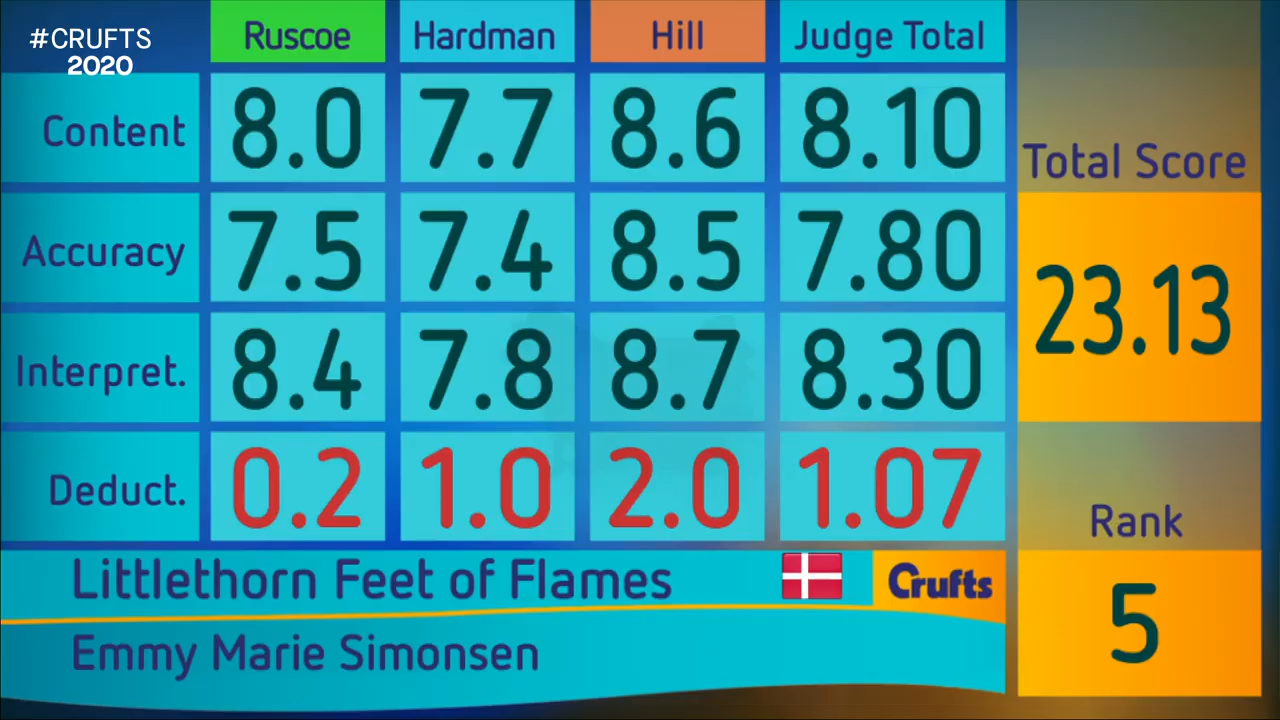 #CRUFTS
2020
Ruscoe Hardman Hill Judge Total
Content 8.0 7.7 8.6 8.10
Total Score
Accuracy 7.5 7.4 8.5 7.80
23.13
Interpret. 8.4 7.8 8.7 8.30
Deduct. 0.2 1.0 2.0 1.07
Rank
Littlethorn Feet of Flames Crufts
5
Emmy Marie Simonsen